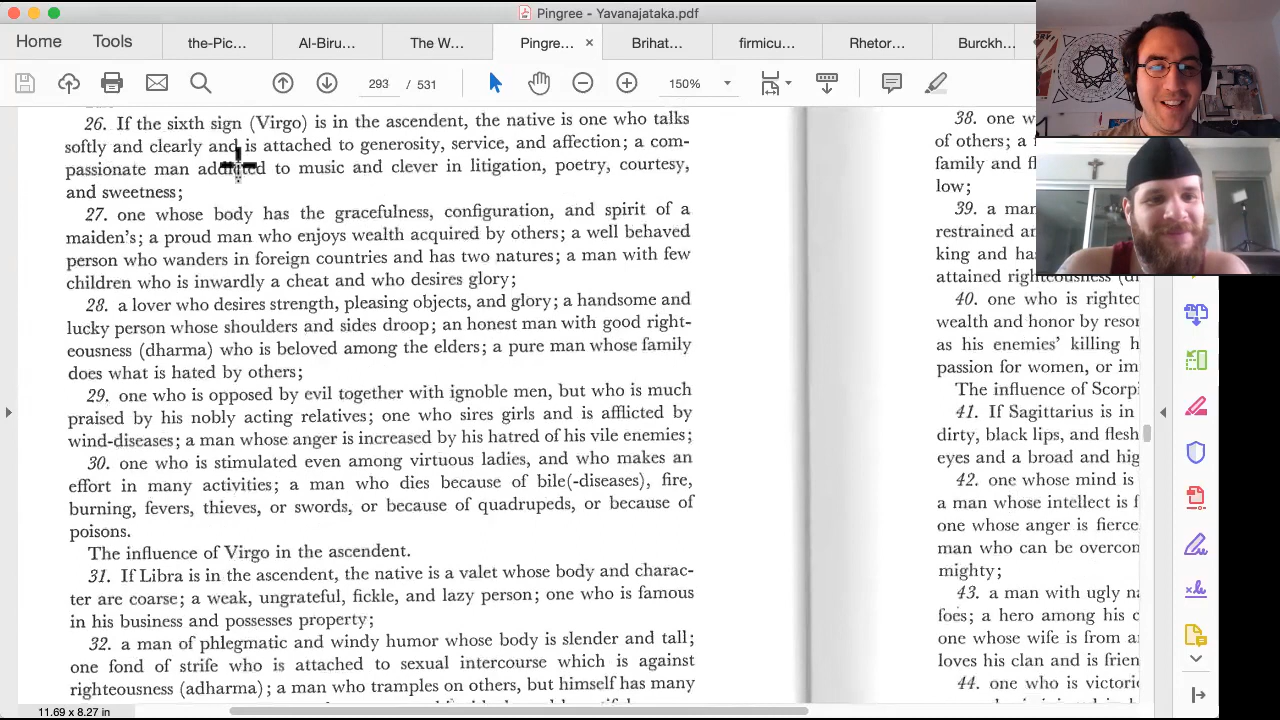 Pingree - Yavanajataka.pdf
Home Tools the-Pic... Al-Biru... The W... Pingre... × Brihat... firmicu... Rhetor... Burckh...
293 / 531 150%
26. If the sixth sign (Virgo) is in the ascendent, the native is one who talks
softly and clearly and is attached to generosity, service, and affection; a com-
passionate man addicted to music and clever in litigation, poetry, courtesy,
and sweetness;
27. one whose body has the gracefulness, configuration, and spirit of a
maiden's; a proud man who enjoys wealth acquired by others; a well behaved
person who wanders in foreign countries and has two natures; a man with few
children who is inwardly a cheat and who desires glory;
28. a lover who desires strength, pleasing objects, and glory; a handsome and
lucky person whose shoulders and sides droop; an honest man with good right-
eousness (dharma) who is beloved among the elders; a pure man whose family
does what is hated by others;
29. one who is opposed by evil together with ignoble men, but who is much
praised by his nobly acting relatives; one who sires girls and is afflicted by
wind-diseases; a man whose anger is increased by his hatred of his vile enemies;
30. one who is stimulated even among virtuous ladies, and who makes an
effort in many activities; a man who dies because of bile(-diseases), fire,
burning, fevers, thieves, or swords, or because of quadrupeds, or because of
poisons.
The influence of Virgo in the ascendent.
31. If Libra is in the ascendent, the native is a valet whose body and charac-
ter are coarse; a weak, ungrateful, fickle, and lazy person; one who is famous
in his business and possesses property;
32. a man of phlegmatic and windy humor whose body is slender and tall;
one fond of strife who is attached to sexual intercourse which is against
righteousness (adharma); a man who tramples on others, but himself has many
38. one w
of others; a
family and f
low;
39. a man
restrained an
king and has
attained righteousness
40. one who is righteo
wealth and honor by resor
as his enemies' killing h
passion for women, or im
The influence of Scorpi
41. If Sagittarius is in
dirty, black lips, and flesh
eyes and a broad and hig
42. one whose mind is
a man whose intellect is f
one whose anger is fierce
man who can be overcom
mighty;
43. a man with ugly na
foes; a hero among his c
one whose wife is from a
loves his clan and is frien
44. one who is victorio
11.69 x 8.27 in